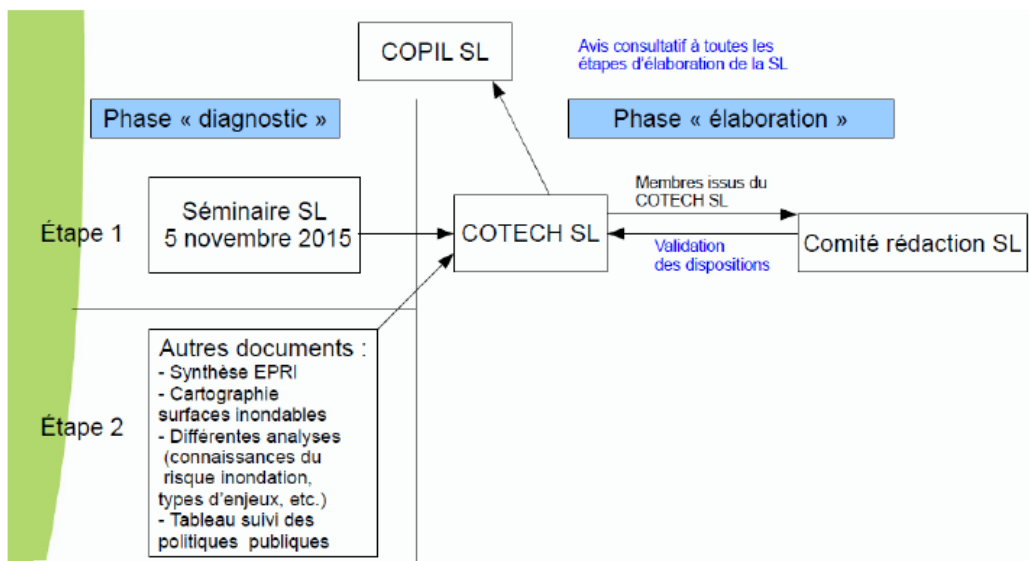 COPIL SL
Avis consultatif à toutes les
étapes d'élaboration de la SL
Phase « diagnostic »
Phase « élaboration »
Étape 1
Séminaire SL
5 novembre 2015
COTECH SL
Membres issus du
COTECH SL
Validation
des dispositions
Comité rédaction SL
Étape 2
Autres documents :
- Synthèse EPRI
- Cartographie
surfaces inondables
- Différentes analyses
(connaissances du
risque inondation,
types d'enjeux, etc.)
- Tableau suivi des
politiques publiques